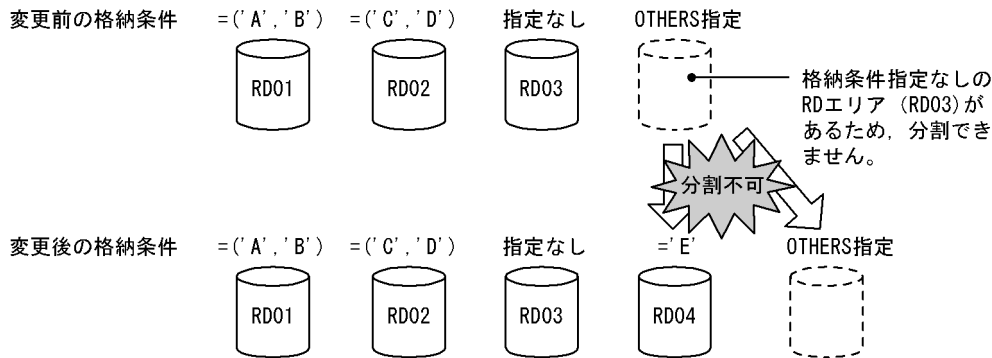 変更前の格納条件 =('A','B') =('C','D') 指定なし OTHERS指定
RD01 RD02 RD03
格納条件指定なしの
RDエリア (RD03)が
あるため，分割でき
ません。
分割不可
変更後の格納条件 =('A','B') =('C','D') 指定なし ='E' OTHERS指定
RD01 RD02 RD03 RD04